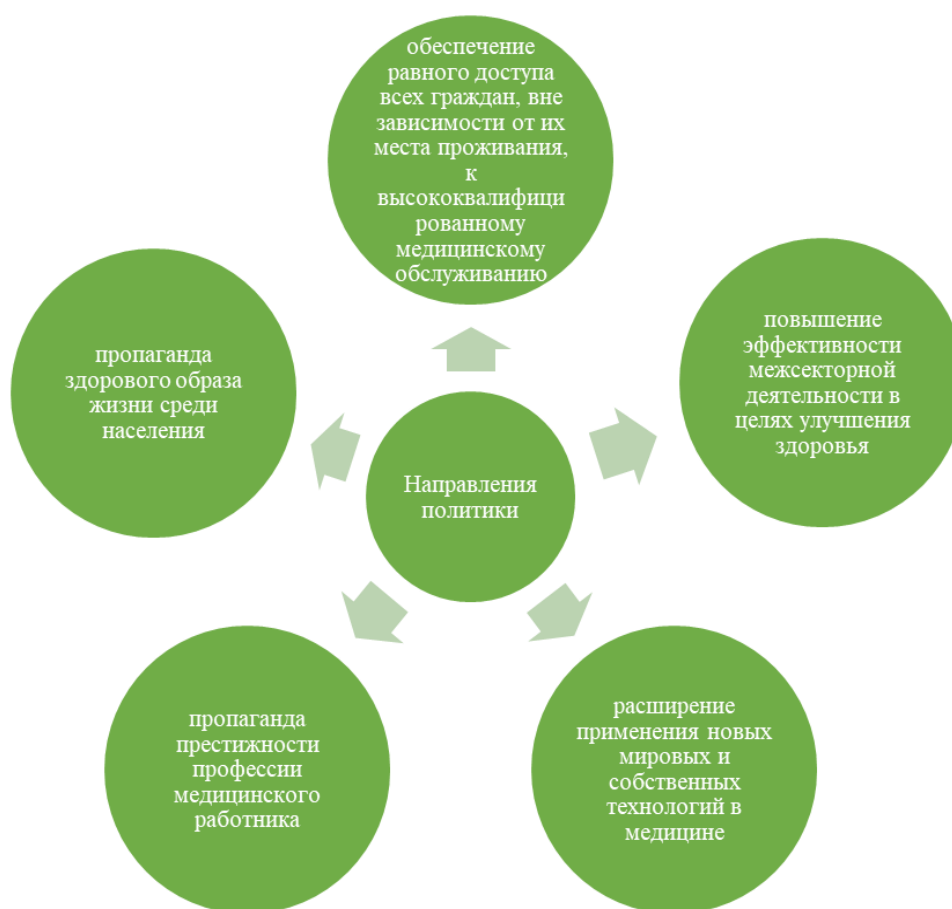 обеспечение
равного доступа
всех граждан, вне
зависимости от их
места проживания,
к
высококвалифици
рованному
медицинскому
обслуживанию
повышение
эффективности
межсекторной
деятельности в
целях улучшения
здоровья
расширение
применения новых
мировых и
собственных
технологий в
медицине
пропаганда
престижности
профессии
медицинского
работника
пропаганда
здорового образа
жизни среди
населения
Направления
политики